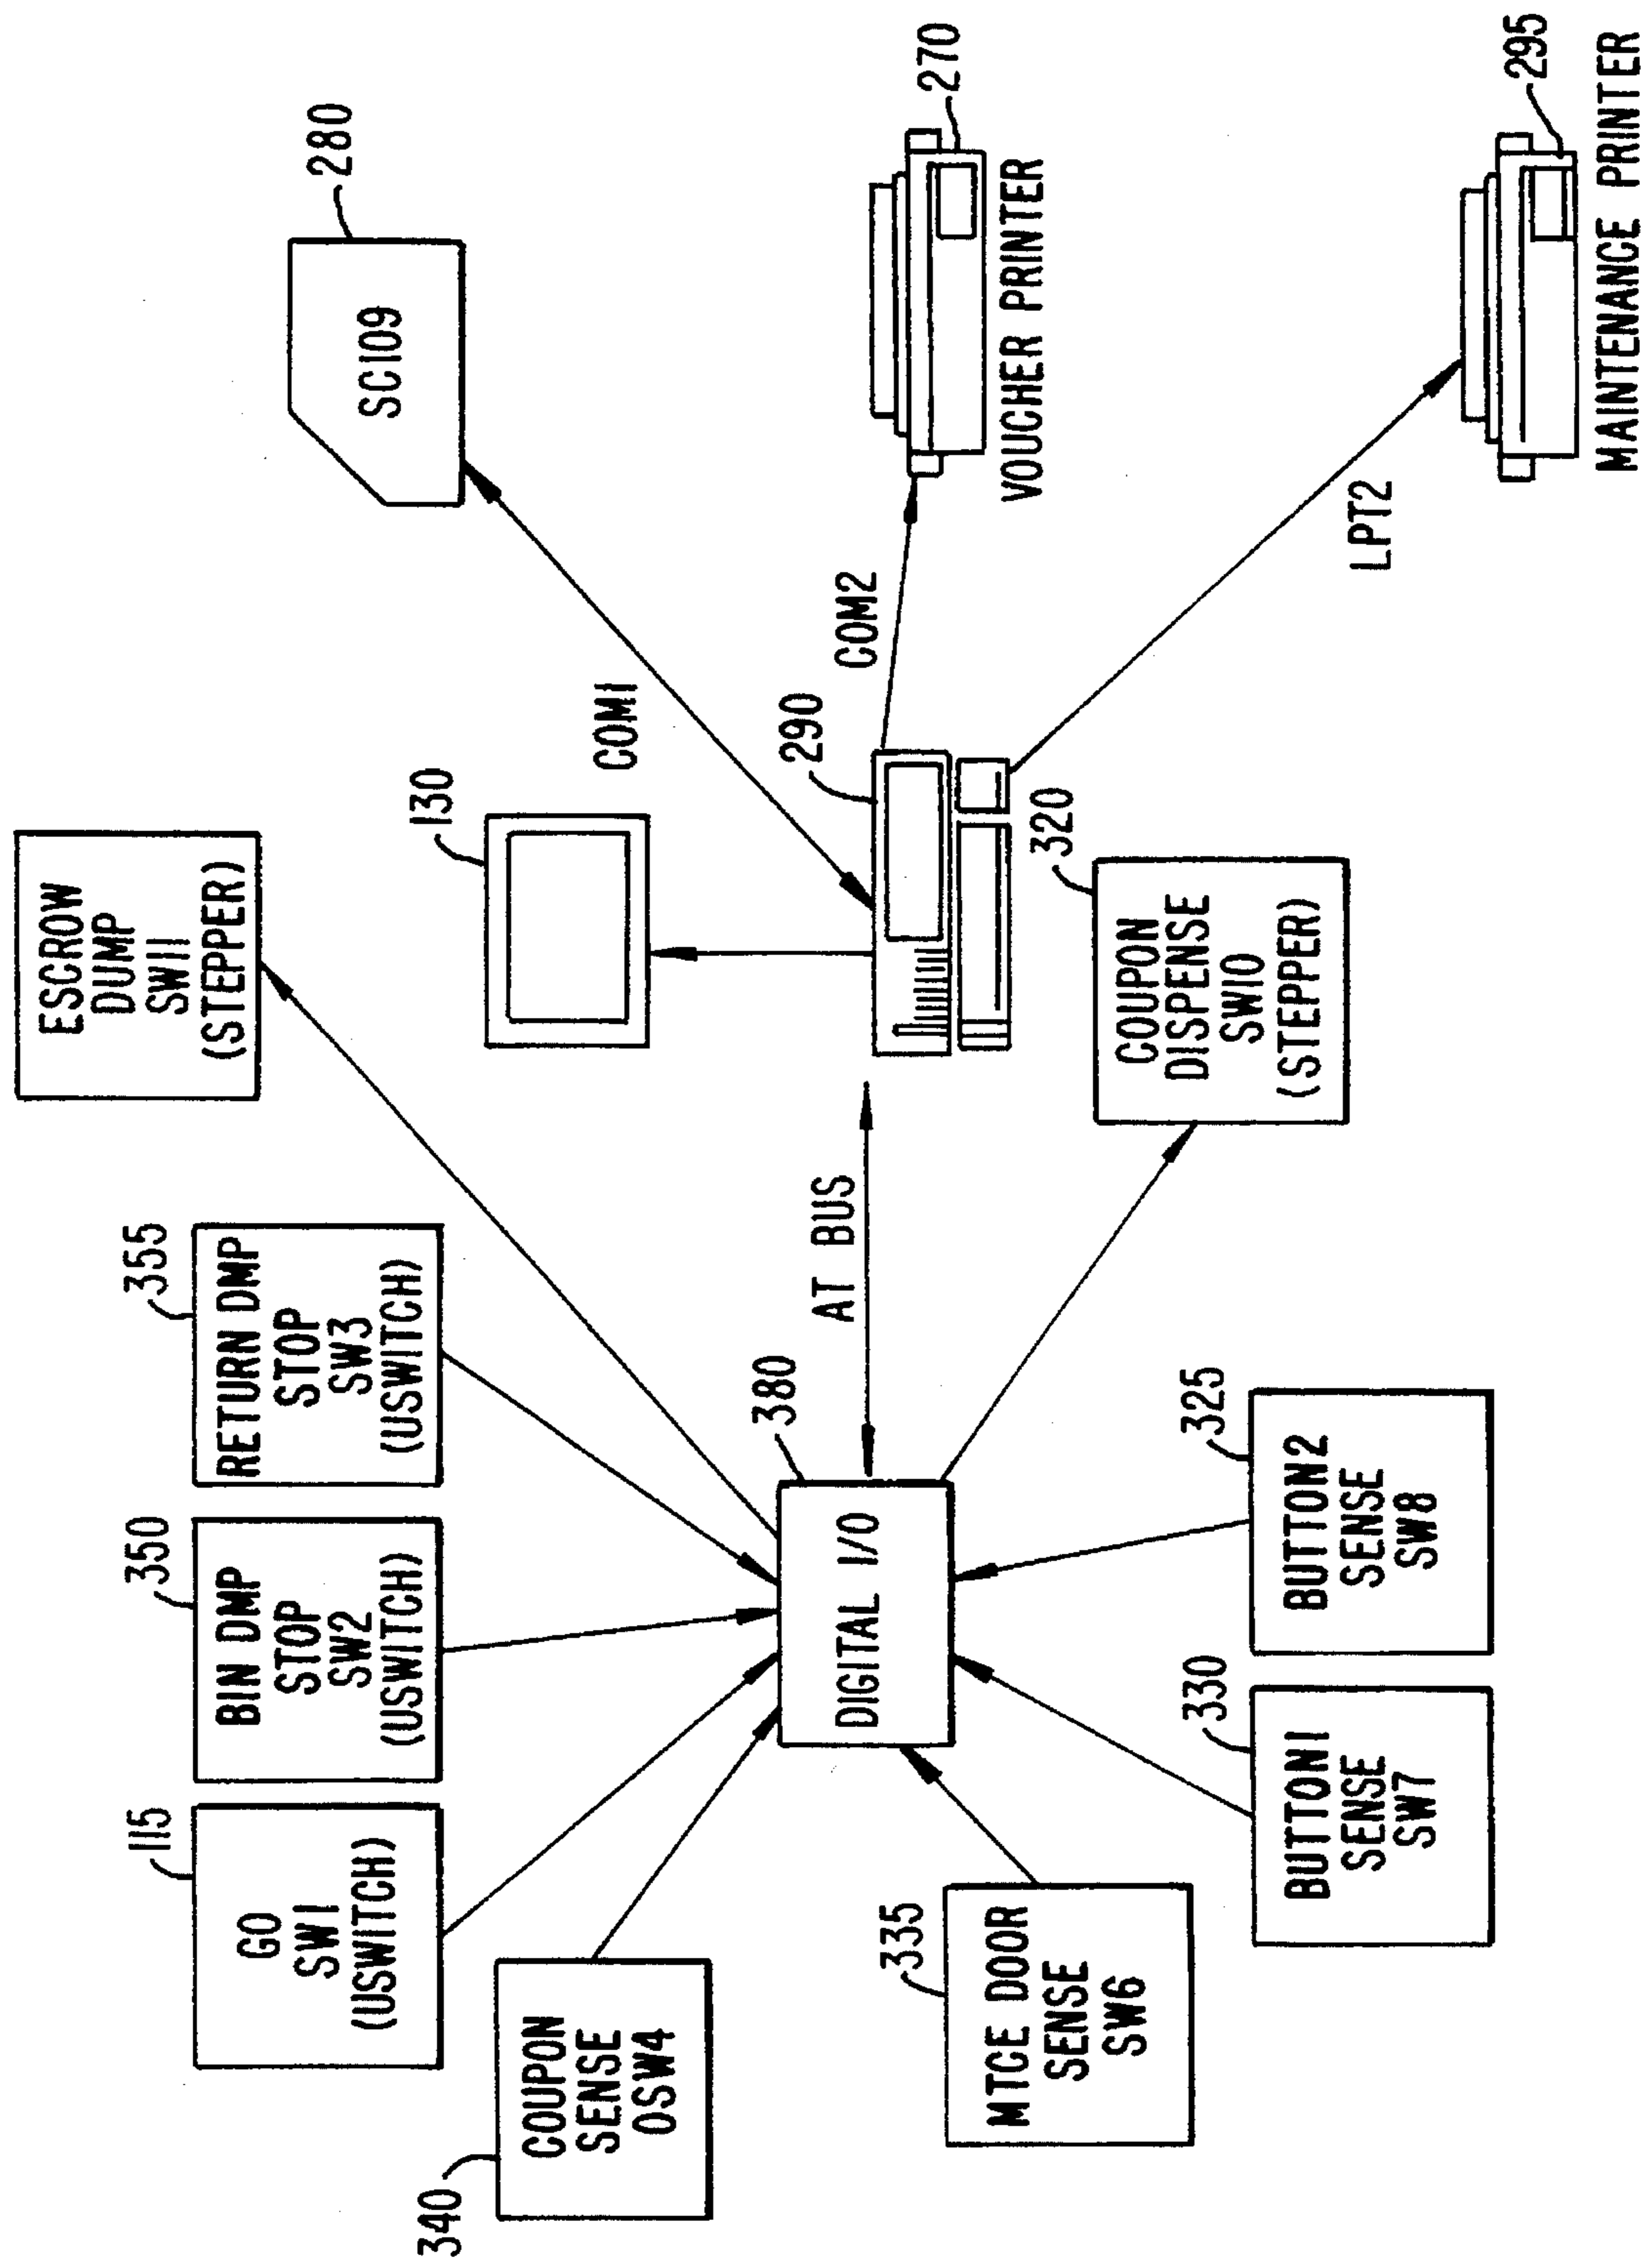 ESCROW
DUMP
SW11
(STEPPER)
355
RETURN DMP
STOP
SW3
(USWITCH)
350
BIN DMP
STOP
SW2
(USWITCH)
115
GO
SW1
(USWITCH)
280
SC109
130
COM1
340
COUPON
SENSE
OSW4
380
DIGITAL I/O
AT BUS
290
COM2
270
VOUCHER PRINTER
335
MTCE DOOR
SENSE
SW6
320
COUPON
DISPENSE
SW10
(STEPPER)
330
BUTTON1
SENSE
SW7
325
BUTTON2
SENSE
SW8
LPT2
295
MAINTENANCE PRINTER